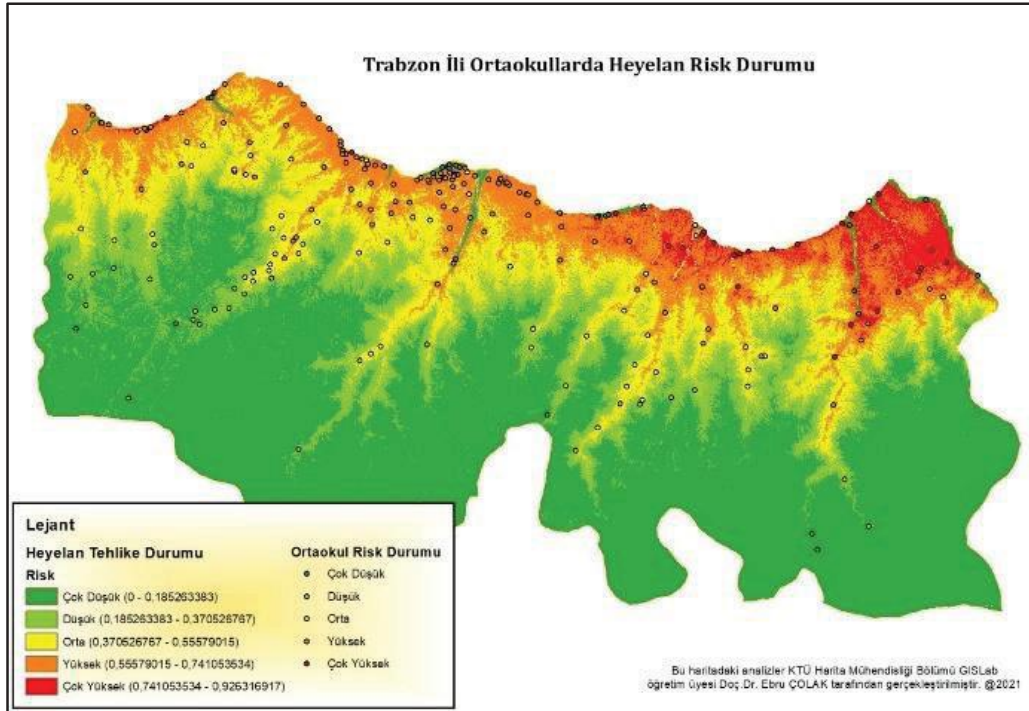 Trabzon İli Ortaokullarda Heyelan Risk Durumu
Lejant
Heyelan Tehlike Durumu
Risk
Çok Düşük (0 - 0,185263383)
Düşük (0,185263383 - 0,370526767)
Orta (0,370526767 - 0,55579015)
Yüksek (0,55579015 - 0,741053534)
Çok Yüksek (0,741053534 - 0,926316917)
Ortaokul Risk Durumu
Çok Düşük
Düşük
Orta
Yüksek
Çok Yüksek
Bu haritadaki analizler KTÜ Harita Mühendisliği Bölümü GISLab
öğretim üyesi Doç.Dr. Ebru ÇOLAK tarafından gerçekleştirilmiştir. @2021